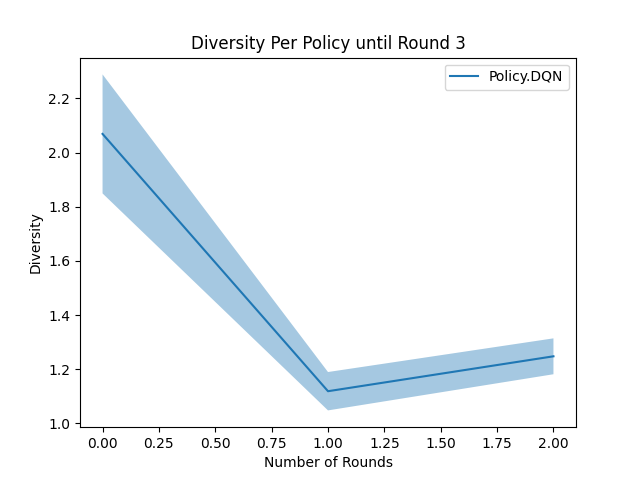 Diversity Per Policy until Round 3
Policy.DQN
Diversity
2.2
2.0
1.8
1.6
1.4
1.2
1.0
0.00 0.25 0.50 0.75 1.00 1.25 1.50 1.75 2.00
Number of Rounds